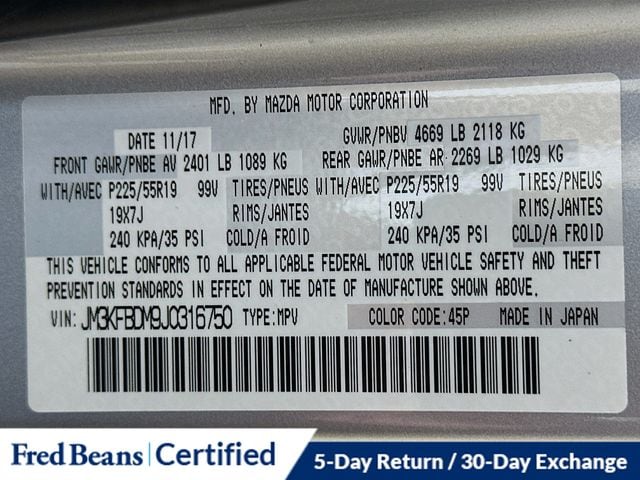 MFD. BY MAZDA MOTOR CORPORATION
DATE 11/17 GVWR/PNBV 4669 LB 2118 KG
FRONT GAWR/PNBE AV 2401 LB 1089 KG REAR GAWR/PNBE AR 2269 LB 1029 KG
WITH/AVEC P225/55R19 99V TIRES/PNEUS WITH/AVEC P225/55R19 99V TIRES/PNEUS
19X7J RIMS/JANTES 19X7J RIMS/JANTES
240 KPA/35 PSI COLD/A FROID 240 KPA/35 PSI COLD/A FROID
THIS VEHICLE CONFORMS TO ALL APPLICABLE FEDERAL MOTOR VEHICLE SAFETY AND THEFT
PREVENTION STANDARDS IN EFFECT ON THE DATE OF MANUFACTURE SHOWN ABOVE.
VIN: JM3KFBDM9J0316750 TYPE:MPV COLOR CODE:45P MADE IN JAPAN
Fred Beans Certified 5-Day Return / 30-Day Exchange